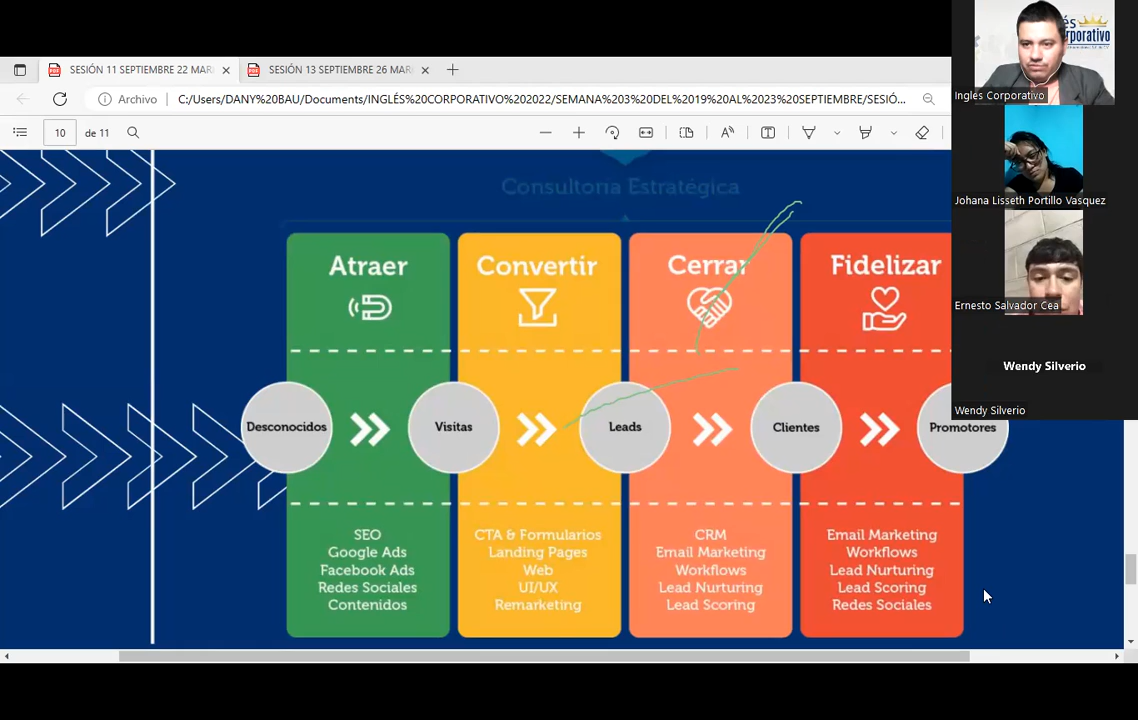 SESIÓN 11 SEPTIEMBRE 22 MAR
SESIÓN 13 SEPTIEMBRE 26 MAR
Archivo
C:/Users/DANY%20BAU/Documents/INGLÉS%20CORPORATIVO%202022/SEMANA%203%20DEL%2019%20AL%2023%20SEPTIEMBRE/SESIÓ...
10 de 11
Consultoria Estratégica
Atraer
Convertir
Cerrar
Fidelizar
Desconocidos
Visitas
Leads
Clientes
Promotores
SEO
Google Ads
Facebook Ads
Redes Sociales
Contenidos
CTA & Formularios
Landing Pages
Web
UI/UX
Remarketing
CRM
Email Marketing
Workflows
Lead Nurturing
Lead Scoring
Email Marketing
Workflows
Lead Nurturing
Lead Scoring
Redes Sociales
Inglés Corporativo
Johana Lisseth Portillo Vasquez
Ernesto Salvador Cea
Wendy Silverio
Wendy Silverio